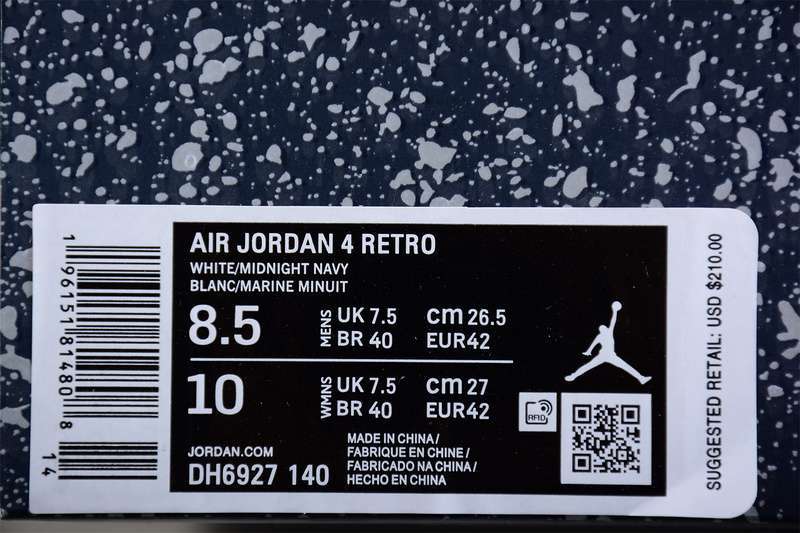 AIR JORDAN 4 RETRO
WHITE/MIDNIGHT NAVY
BLANC/MARINE MINUIT
8.5 MENS UK 7.5 cm 26.5
BR 40 EUR42
10 WMNS UK 7.5 cm 27
BR 40 EUR42
RFID
JORDAN.COM
DH6927 140
MADE IN CHINA/
FABRIQUE EN CHINE/
FABRICADO NA CHINA/
HECHO EN CHINA
1 96151 81480 8
14
SUGGESTED RETAIL: USD $210.00